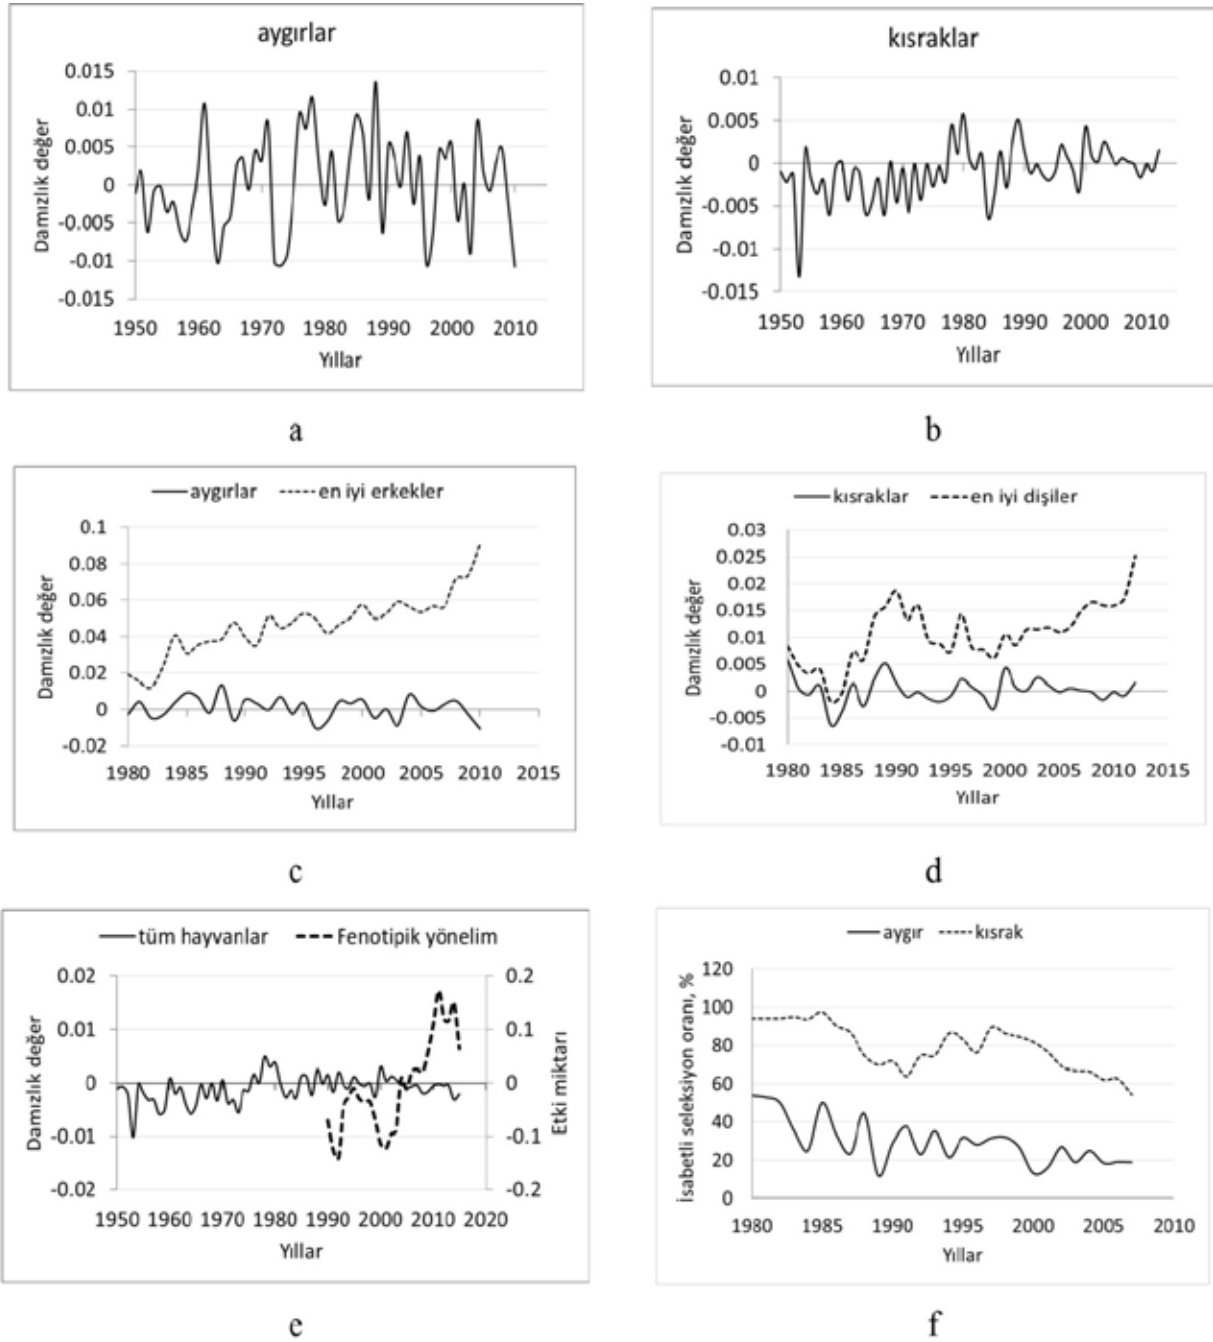 aygırlar
Damızlık değer
0.015
0.01
0.005
0
-0.005
-0.01
-0.015
1950 1960 1970 1980 1990 2000 2010
Yıllar
a
kısraklar
Damızlık değer
0.01
0.005
0
-0.005
-0.01
-0.015
1950 1960 1970 1980 1990 2000 2010
Yıllar
b
aygırlar en iyi erkekler
Damızlık değer
0.1
0.08
0.06
0.04
0.02
0
-0.02
1980 1985 1990 1995 2000 2005 2010 2015
Yıllar
c
kısraklar en iyi dişiler
Damızlık değer
0.03
0.025
0.02
0.015
0.01
0.005
0
-0.005
-0.01
1980 1985 1990 1995 2000 2005 2010 2015
Yıllar
d
tüm hayvanlar Fenotipik yönelim
Damızlık değer
0.02
0.01
0
-0.01
-0.02
0.2
0.1
0
-0.1
-0.2
Etki miktarı
1950 1960 1970 1980 1990 2000 2010 2020
Yıllar
e
aygır kısrak
İsabetli seleksiyon oranı, %
120
100
80
60
40
20
0
1980 1985 1990 1995 2000 2005 2010
Yıllar
f